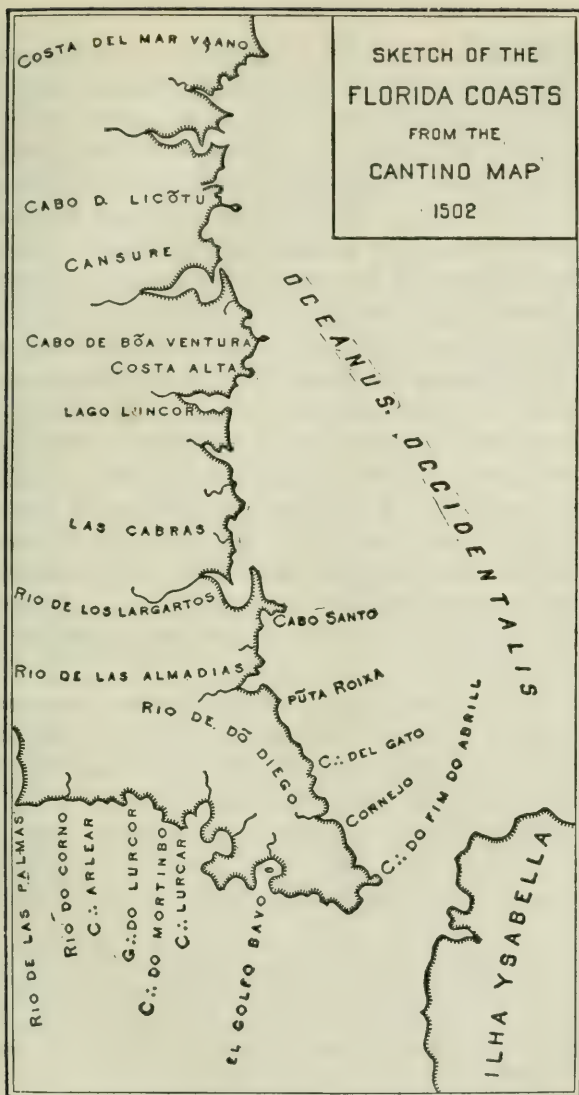 SKETCH OF THE
FLORIDA COASTS
FROM THE
CANTINO MAP
1502
COSTA DEL MAR VÃANO
CABO D. LICÕTU
CANSURE
CABO DE BÕA VENTURA
COSTA ALTA
LAGO LUNCOR
LAS CABRAS
RIO DE LOS LARGARTOS
CABO SANTO
RIO DE LAS ALMADIAS
PŨTA ROIXA
RIO DE DÕ DIEGO
C∴ DEL GATO
CORNEJO
C∴ DO FIM DO ABRILL
OCEANUS OCCIDENTALIS
RIO DE LAS PALMAS
RIO DO CORNO
C∴ ARLEAR
G∴ DO LURCOR
C∴ DO MORTINBO
C∴ LURCAR
EL GOLFO BAVO
ILHA YSABELLA